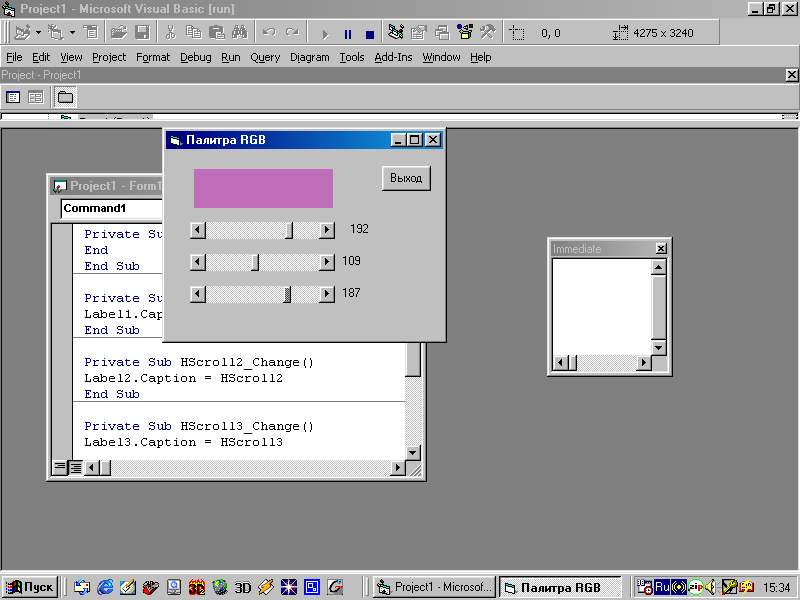 Project1 - Microsoft Visual Basic [run]
0, 0
4275 x 3240
File Edit View Project Format Debug Run Query Diagram Tools Add-Ins Window Help
Project - Project1
Палитра RGB
Выход
192
109
187
Project1 - Form1
Command1
Private Su
End
End Sub
Private Su
Label1.Cap
End Sub
Private Sub HScroll2_Change()
Label2.Caption = HScroll2
End Sub
Private Sub HScroll3_Change()
Label3.Caption = HScroll3
Immediate
Пуск
3D
3D
Project1 - Microsof...
Палитра RGB
Ru
zip
15:34